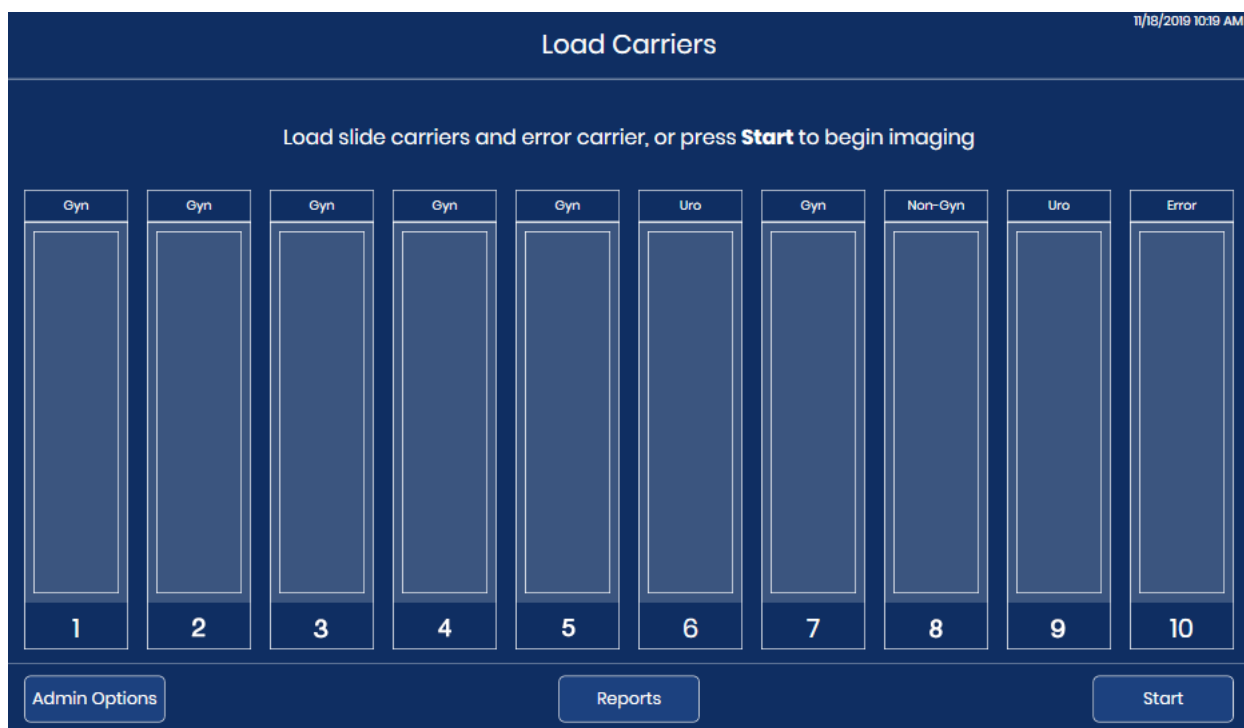 11/18/2019 10:19 AM
Load Carriers
Load slide carriers and error carrier, or press Start to begin imaging
Gyn Gyn Gyn Gyn Gyn Uro Gyn Non-Gyn Uro Error
1 2 3 4 5 6 7 8 9 10
Admin Options Reports Start